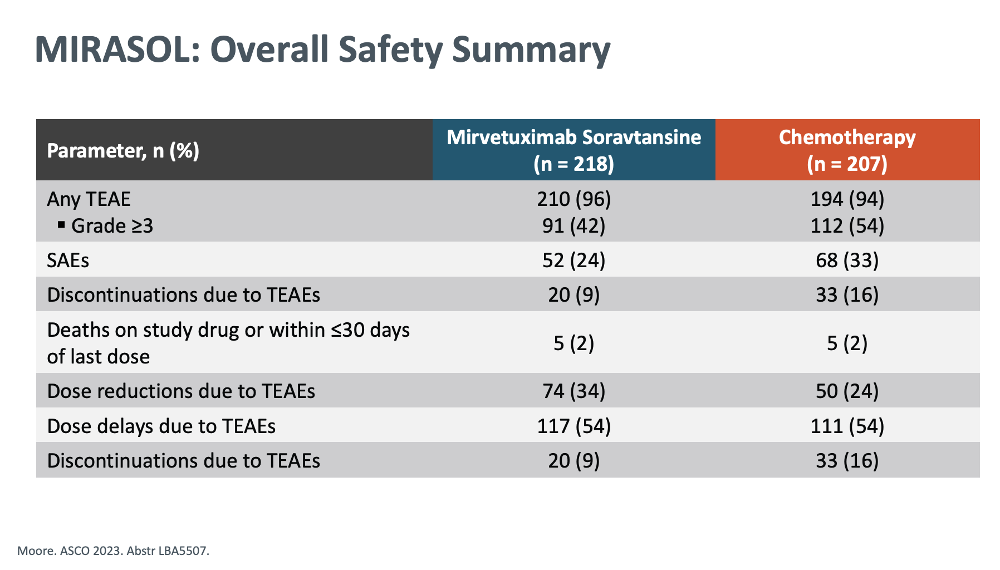 MIRASOL: Overall Safety Summary
Parameter, n (%)
Mirvetuximab Soravtansine
(n = 218)
Chemotherapy
(n = 207)
Any TEAE
210 (96)
194 (94)
▪ Grade ≥3
91 (42)
112 (54)
SAEs
52 (24)
68 (33)
Discontinuations due to TEAEs
20 (9)
33 (16)
Deaths on study drug or within ≤30 days
of last dose
5 (2)
5 (2)
Dose reductions due to TEAEs
74 (34)
50 (24)
Dose delays due to TEAEs
117 (54)
111 (54)
Discontinuations due to TEAEs
20 (9)
33 (16)
Moore. ASCO 2023. Abstr LBA5507.